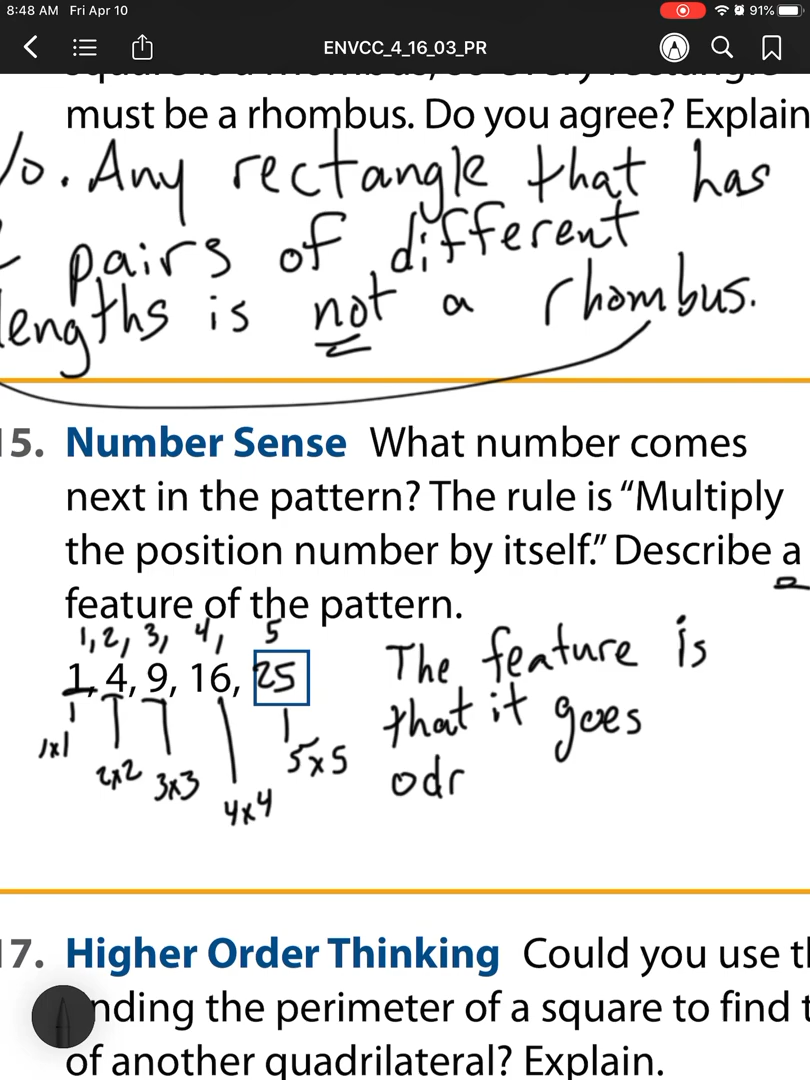 8:48 AM Fri Apr 10 91%
ENVCC_4_16_03_PR
must be a rhombus. Do you agree? Explain
Any rectangle that has
pairs of different
lengths is not a rhombus.
15. Number Sense What number comes
next in the pattern? The rule is “Multiply
the position number by itself.” Describe a
feature of the pattern.
1, 2, 3, 4, 5
1, 4, 9, 16, 25
1x1 2x2 3x3 4x4 5x5
The feature is
that it goes
odr
17. Higher Order Thinking Could you use
nding the perimeter of a square to find
of another quadrilateral? Explain.